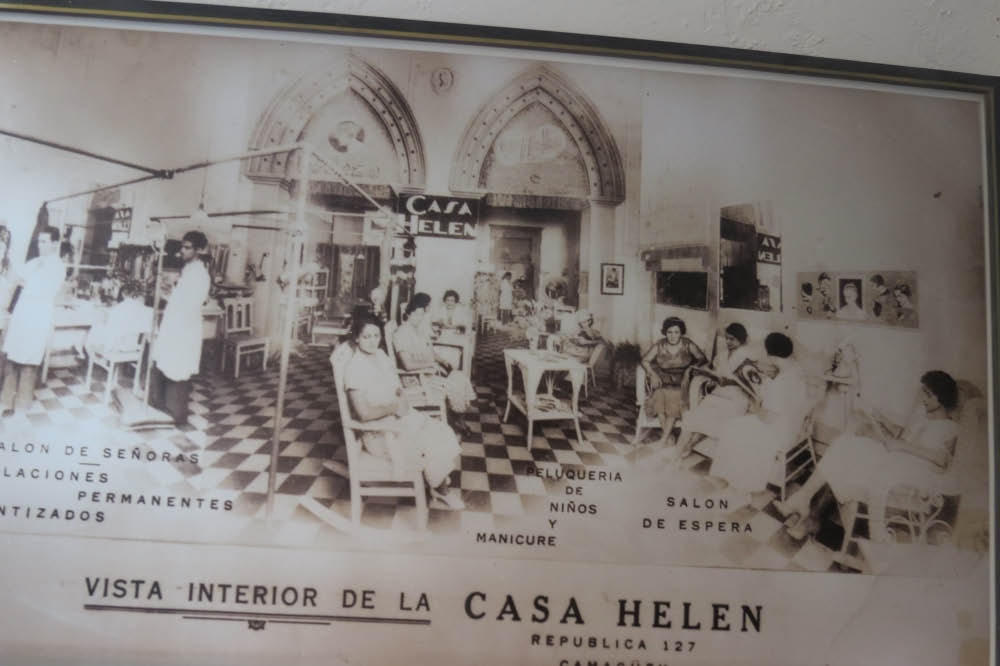 CASA
HELEN
ALON DE SEÑORAS
LACIONES
PERMANENTES
NTIZADOS
PELUQUERIA
DE
NIÑOS
Y
MANICURE
SALON
DE ESPERA
VISTA INTERIOR DE LA CASA HELEN
REPUBLICA 127